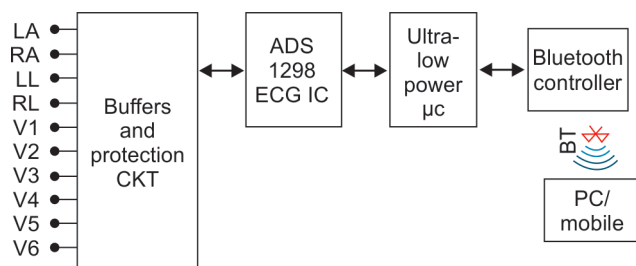 LA
RA
LL
RL
V1
V2
V3
V4
V5
V6
Buffers
and
protection
CKT
ADS
1298
ECG IC
Ultra-
low
power
µc
Bluetooth
controller
BT
PC/
mobile